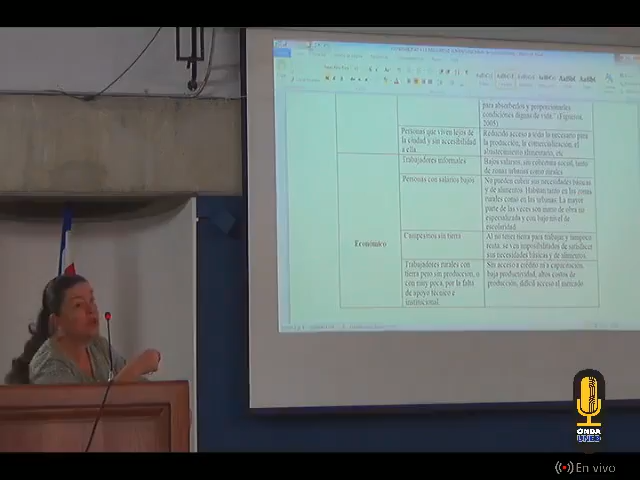 para absorberlos y proporcionales
condiciones dignas de vida." (Figueroa,
2005)
Personas que viven lejos de
la ciudad y sin accesibilidad
a ella
Reducido acceso a todo lo necesario para
la producción, la comercialización, el
abastecimiento alimentario, etc
Económico
Trabajadores informales
Bajos salarios, sin cobertura social, tanto
de zonas urbanas como rurales
Personas con salarios bajos
No pueden cubrir sus necesidades básicas
y de alimentos. Habitan tanto en las zonas
rurales como en las urbanas. La mayor
parte de las veces son mano de obra no
especializada y con bajo nivel de
escolaridad.
Campesinos sin tierra
Al no tener tierra para trabajar y tampoco
renta, se ven imposibilitados de satisfacer
sus necesidades básicas y de alimentos.
Trabajadores rurales con
tierra pero sin producción, o
con muy poca, por la falta
de apoyo técnico e
institucional.
Sin acceso a crédito ni a capacitación,
baja productividad, altos costos de
producción, difícil acceso al mercado
ONDA
UNED
En vivo